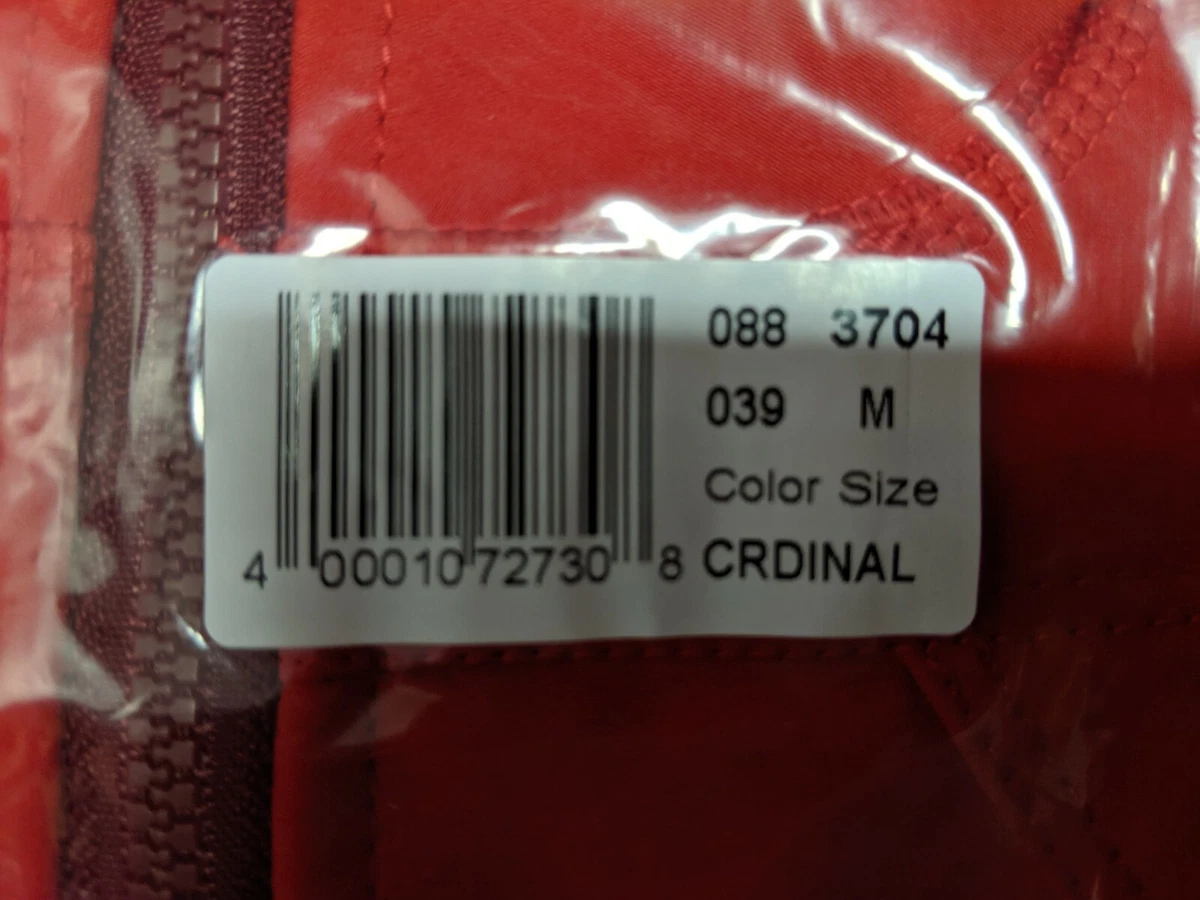 088 3704
039 M
Color Size
4 00010 72730 8 CRDINAL